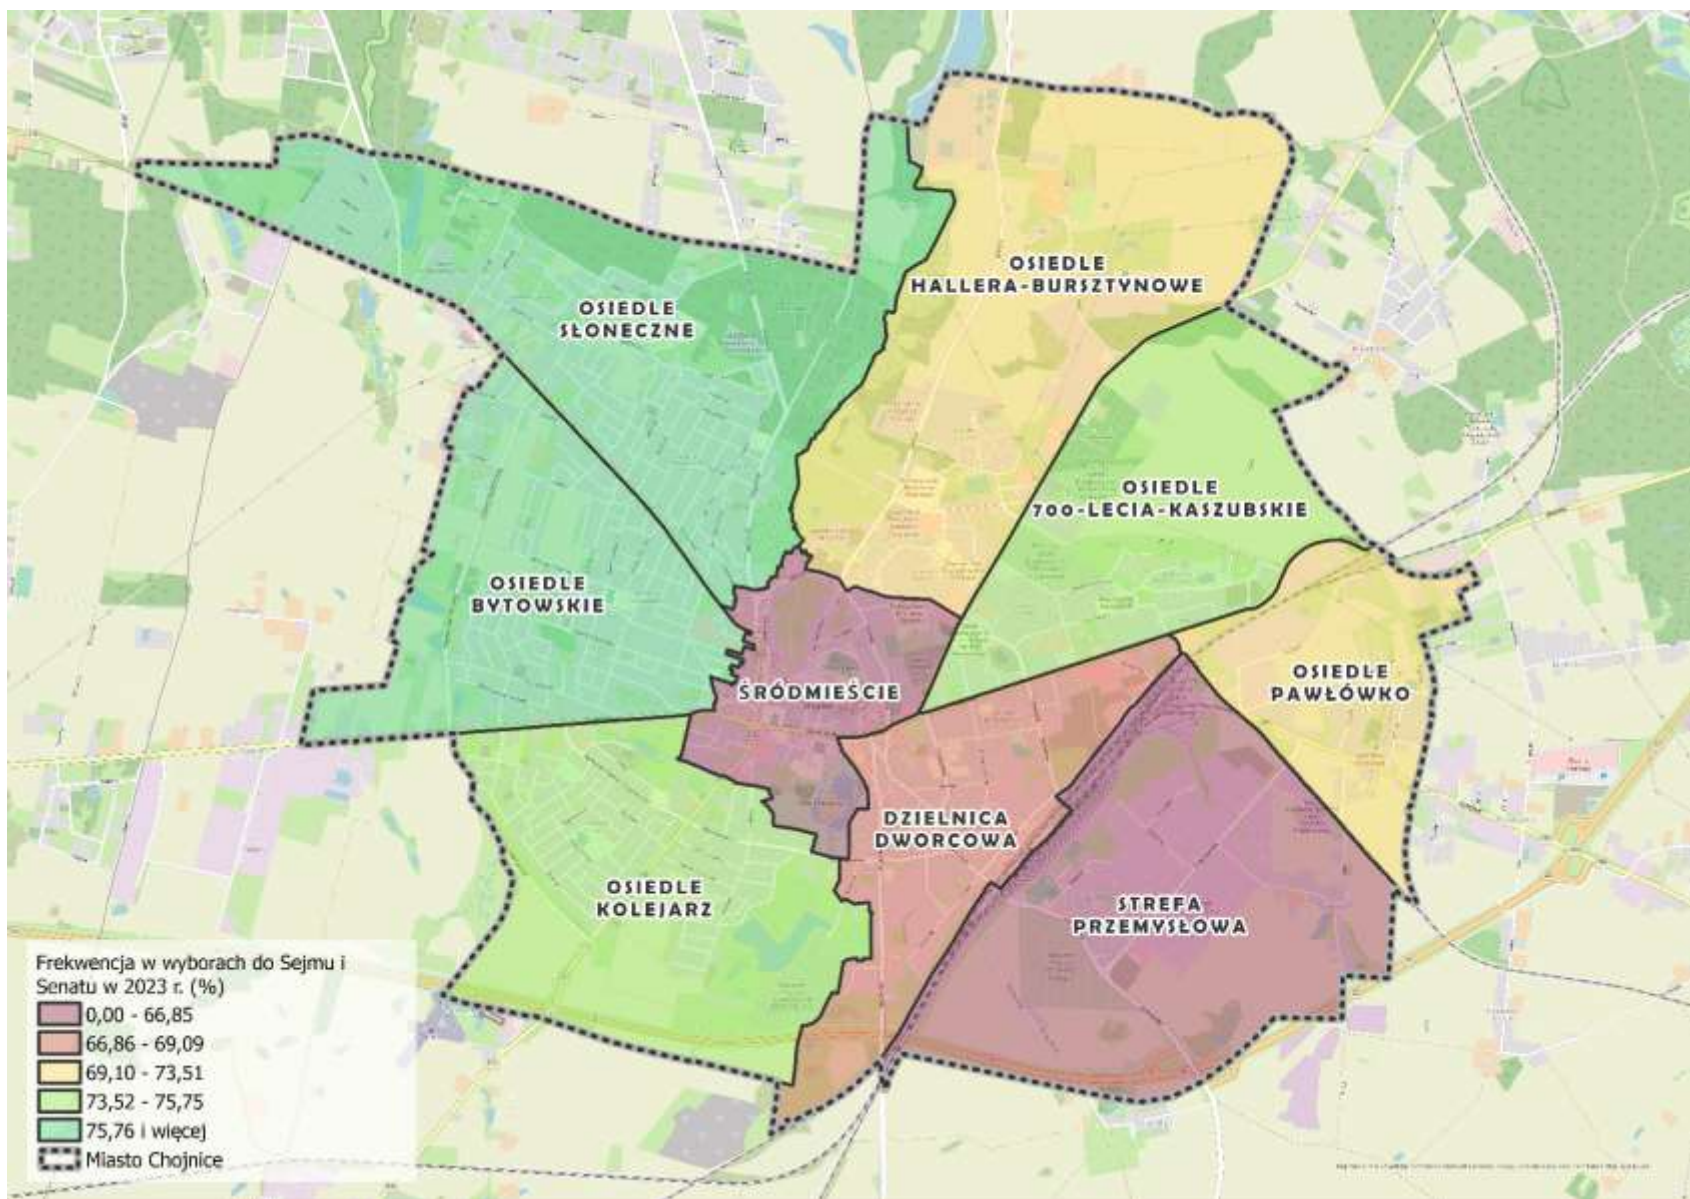 OSIEDLE
HALLERA-BURSZTYNOWE
OSIEDLE
SŁONECZNE
OSIEDLE
700-LECIA-KASZUBSKIE
OSIEDLE
BYTOWSKIE
OSIEDLE
PAWŁÓWKO
ŚRÓDMIEŚCIE
DZIELNICA
DWORCOWA
OSIEDLE
KOLEJARZ
STREFA
PRZEMYSŁOWA
Frekwencja w wyborach do Sejmu i
Senatu w 2023 r. (%)
0,00 - 66,85
66,86 - 69,09
69,10 - 73,51
73,52 - 75,75
75,76 i więcej
Miasto Chojnice